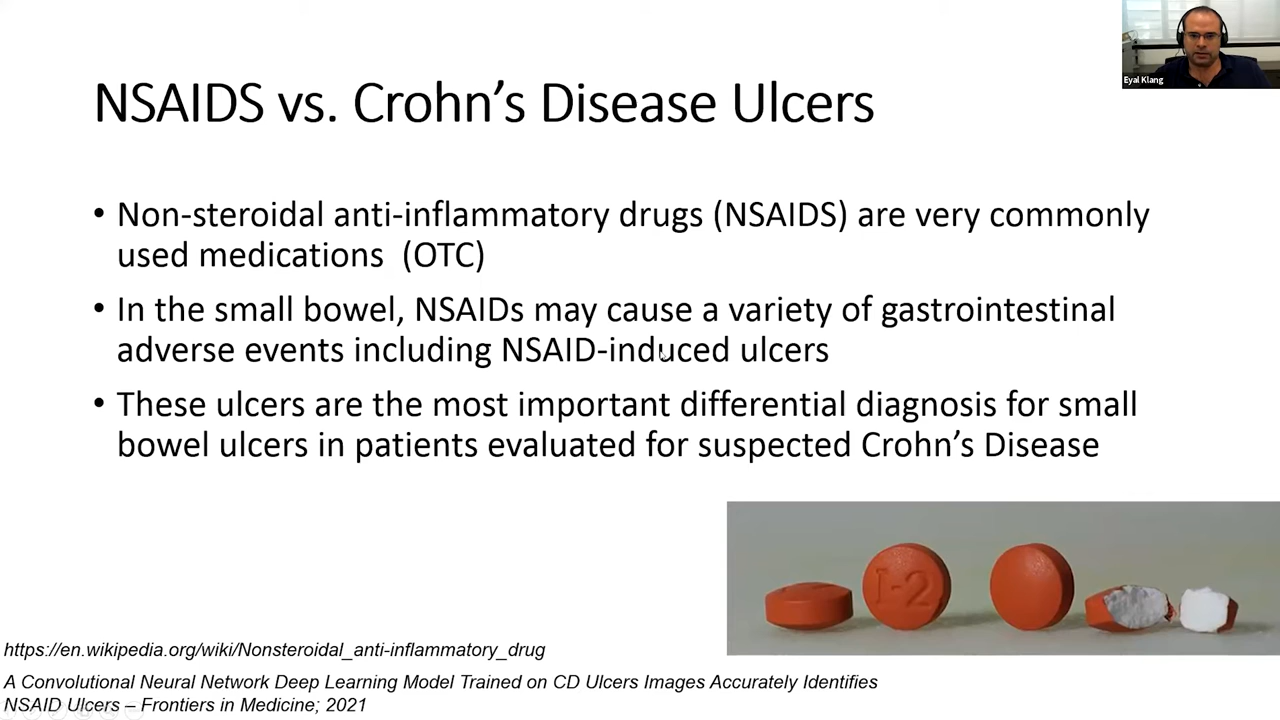 Eyal Klang
NSAIDS vs. Crohn's Disease Ulcers
• Non-steroidal anti-inflammatory drugs (NSAIDS) are very commonly
used medications (OTC)
• In the small bowel, NSAIDs may cause a variety of gastrointestinal
adverse events including NSAID-induced ulcers
• These ulcers are the most important differential diagnosis for small
bowel ulcers in patients evaluated for suspected Crohn's Disease
I-2
https://en.wikipedia.org/wiki/Nonsteroidal_anti-inflammatory_drug
A Convolutional Neural Network Deep Learning Model Trained on CD Ulcers Images Accurately Identifies
NSAID Ulcers – Frontiers in Medicine; 2021